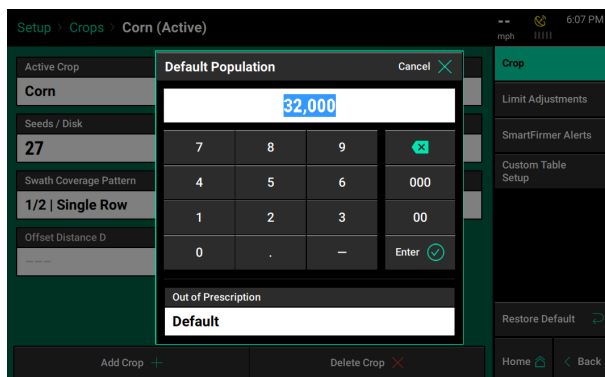 Setup > Crops > Corn (Active)
--
mph
6:07 PM
Active Crop
Corn
Seeds / Disk
27
Swath Coverage Pattern
1/2 | Single Row
Offset Distance D
---
Default Population
Cancel
32,000
7 8 9
4 5 6 000
1 2 3 00
0 . – Enter
Out of Prescription
Default
Crop
Limit Adjustments
SmartFirmer Alerts
Custom Table
Setup
Restore Default
Add Crop +
Delete Crop
Home
< Back